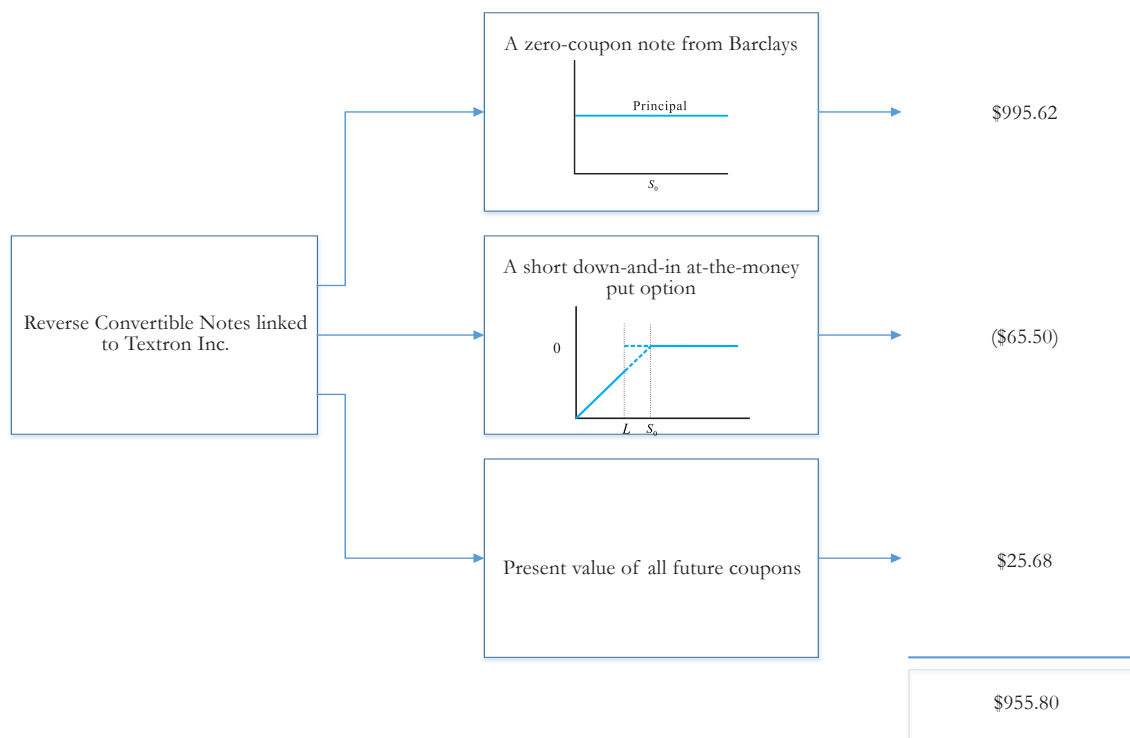 A zero-coupon note from Barclays
Principal
S₀
$995.62
Reverse Convertible Notes linked
to Textron Inc.
A short down-and-in at-the-money
put option
0
L S₀
($65.50)
Present value of all future coupons
$25.68
$955.80